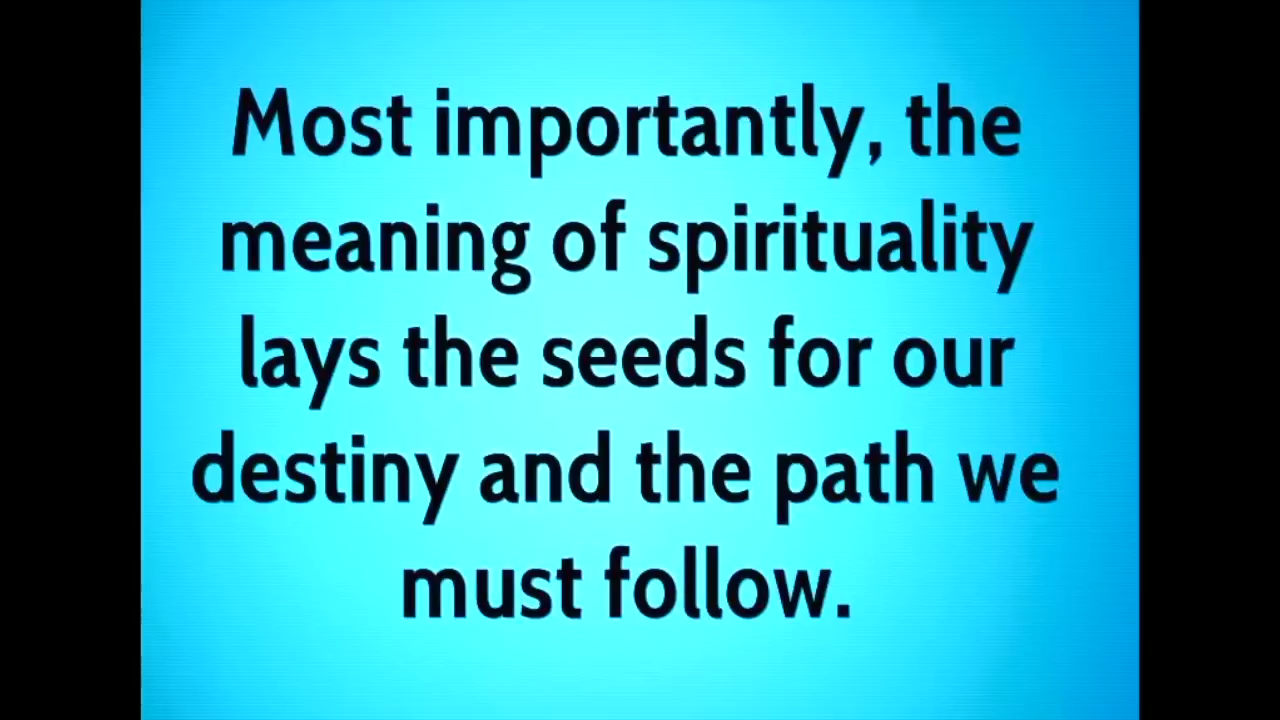 Most importantly, the
meaning of spirituality
lays the seeds for our
destiny and the path we
must follow.